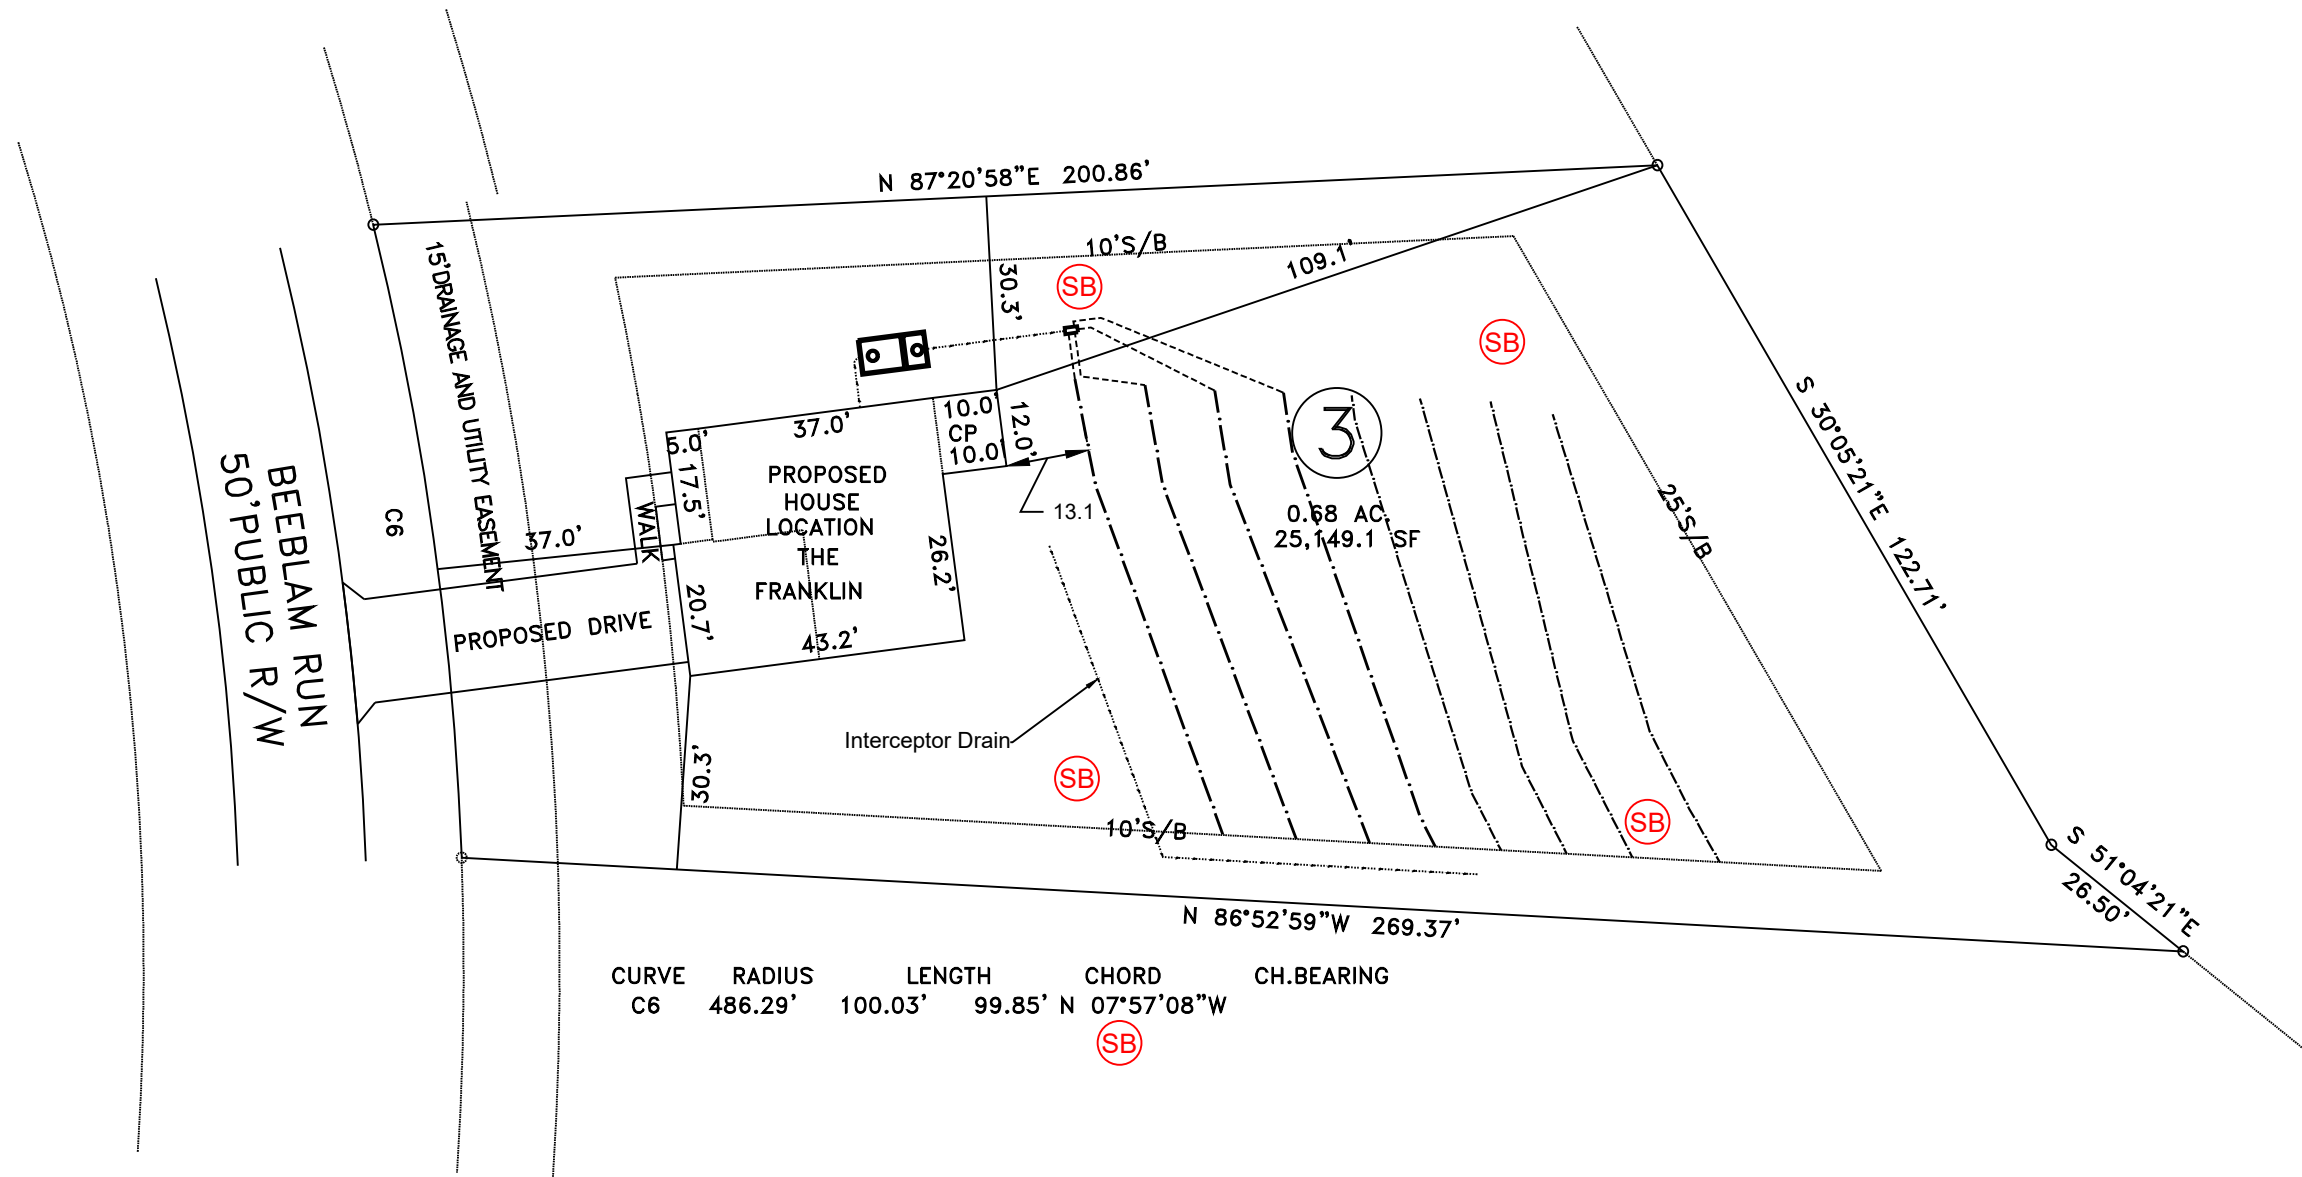 N 87°20'58"E 200.86'
15'DRAINAGE AND UTILITY EASEMENT
10'S/B
30.3'
109.1'
SB
SB
S 30°05'21"E 122.71'
25'S/B
3
0.68 AC.
25,149.1 SF
5.0'
37.0'
10.0'
CP
10.0'
12.0'
13.1
17.5'
PROPOSED
HOUSE
LOCATION
THE
FRANKLIN
26.2'
20.7'
43.2'
WALK
37.0'
PROPOSED DRIVE
C6
BEEBLAM RUN
50'PUBLIC R/W
30.3'
Interceptor Drain
SB
10'S/B
SB
S 51°04'21"E
26.50'
N 86°52'59"W 269.37'
CURVE RADIUS LENGTH CHORD CH.BEARING
C6 486.29' 100.03' 99.85' N 07°57'08"W
SB